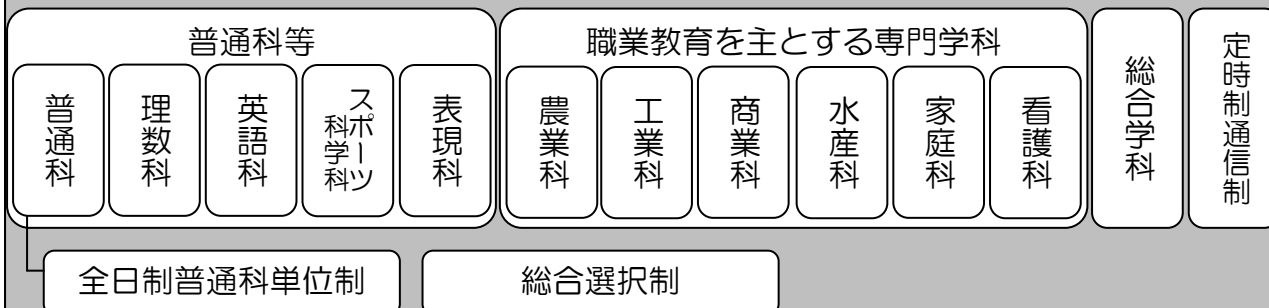 普通科等
普通科
理数科
英語科
スポーツ
科学科
表現科
職業教育を主とする専門学科
農業科
工業科
商業科
水産科
家庭科
看護科
総合学科
定時制通信制
全日制普通科単位制
総合選択制